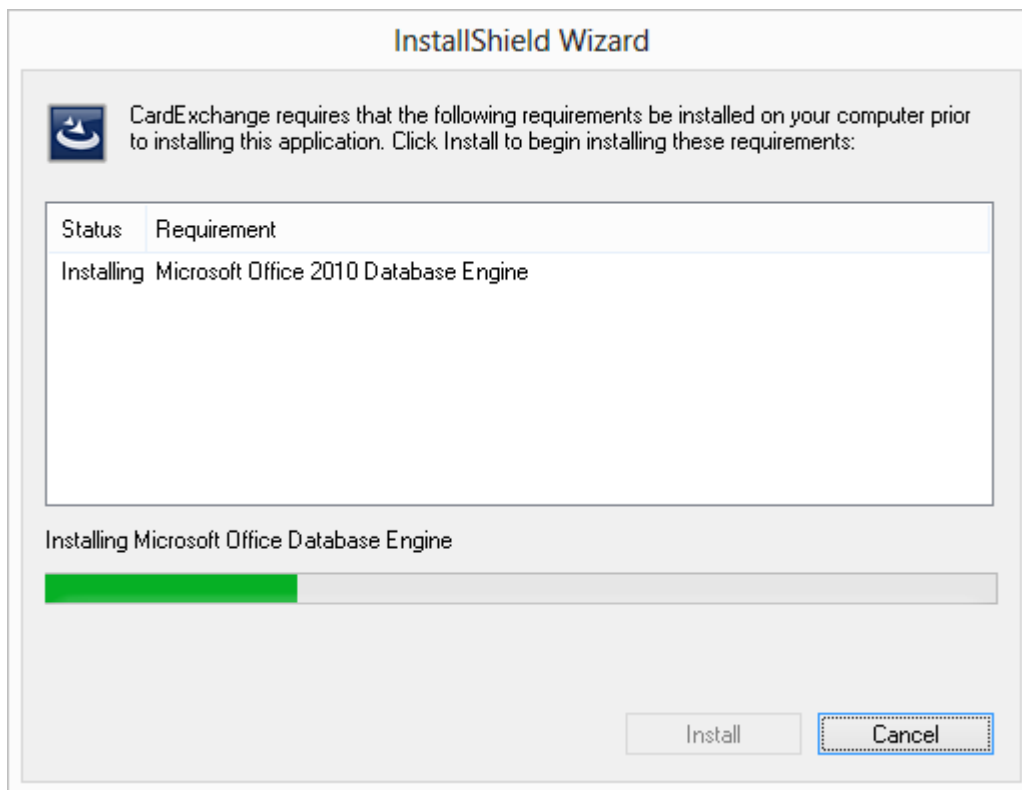 InstallShield Wizard
CardExchange requires that the following requirements be installed on your computer prior
to installing this application. Click Install to begin installing these requirements:
Status Requirement
Installing Microsoft Office 2010 Database Engine
Installing Microsoft Office Database Engine
Install Cancel